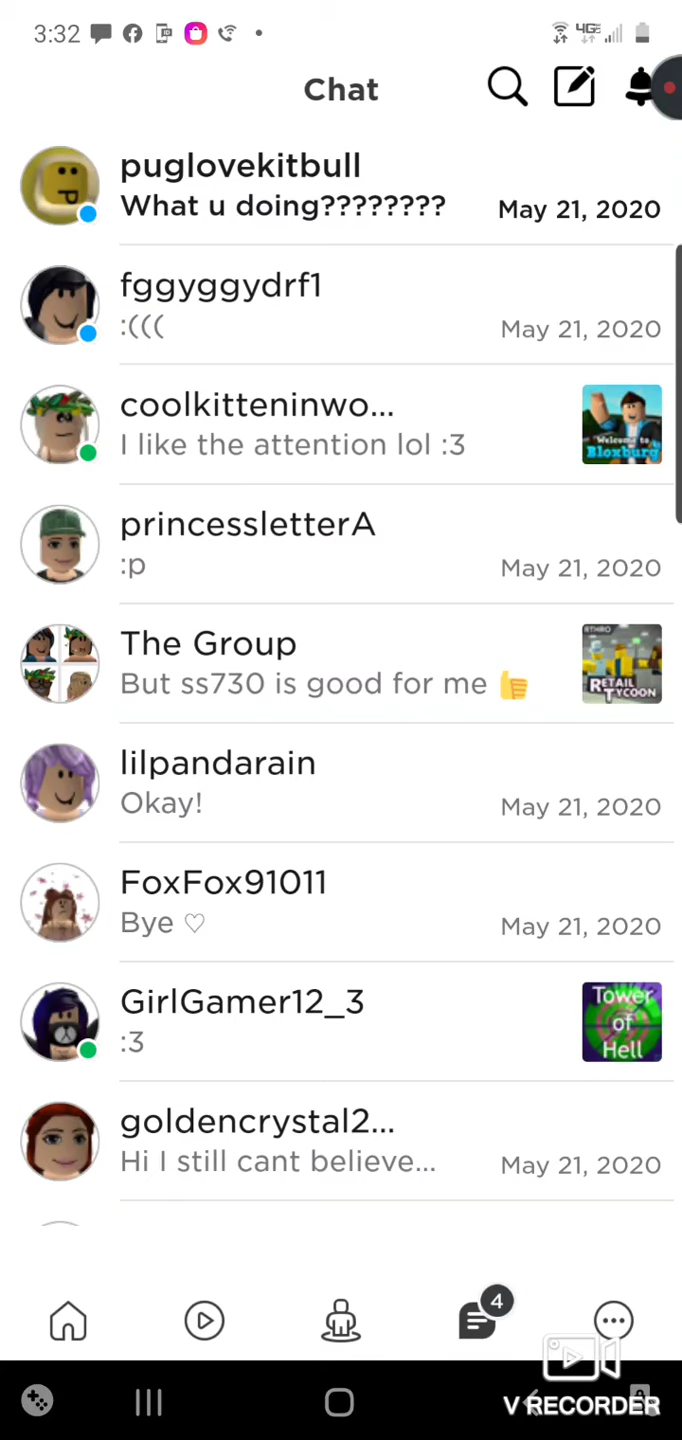 3:32
4GE
Chat
puglovekitbull
What u doing????????
May 21, 2020
fggyggydrf1
:(((
May 21, 2020
coolkitteninwo...
I like the attention lol :3
Welcome to
Bloxburg
princessletterA
:p
May 21, 2020
The Group
But ss730 is good for me 👍
RTHRO
RETAIL
TYCOON
lilpandarain
Okay!
May 21, 2020
FoxFox91011
Bye ♡
May 21, 2020
GirlGamer12_3
:3
Tower
of
Hell
goldencrystal2...
Hi I still cant believe...
May 21, 2020
4
V RECORDER